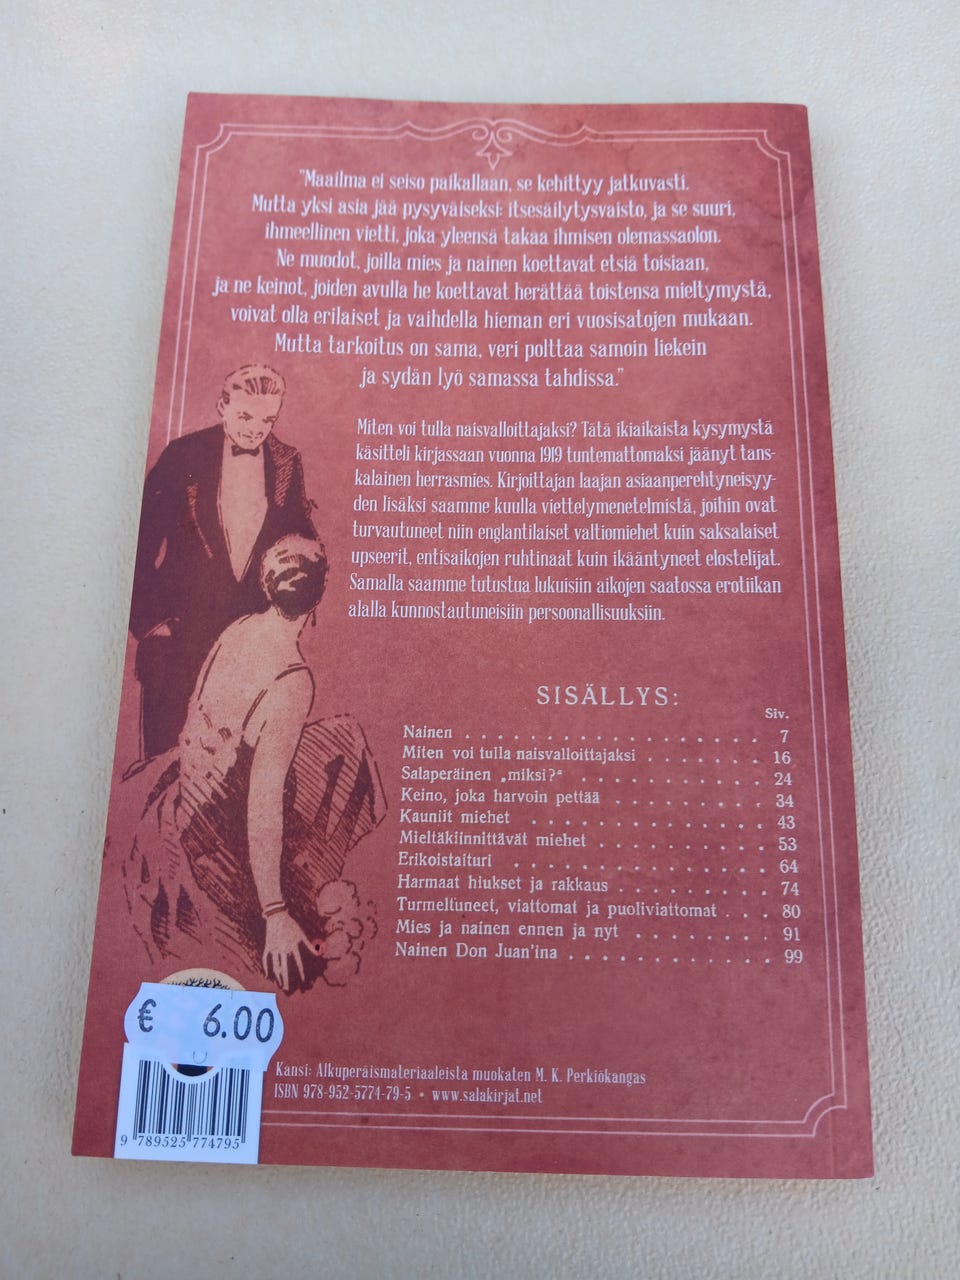 "Maailma ei seiso paikallaan, se kehittyy jatkuvasti.
Mutta yksi asia jää pysyväiseksi: itsesäilytysvaisto, ja se suuri,
ihmeellinen vietti, joka yleensä takaa ihmisen olemassaolon.
Ne muodot, joilla mies ja nainen koettavat etsiä toisiaan,
ja ne keinot, joiden avulla he koettavat herättää toistensa mieltymystä,
voivat olla erilaiset ja vaihdella hieman eri vuosisatojen mukaan.
Mutta tarkoitus on sama, veri polttaa samoin liekein
ja sydän lyö samassa tahdissa."
Miten voi tulla naisvalloittajaksi? Tätä ikiaikaista kysymystä
käsitteli kirjassaan vuonna 1919 tuntemattomaksi jäänyt tans-
kalainen herrasmies. Kirjoittajan laajan asiaanperehtyneisyy-
den lisäksi saamme kuulla viettelymenetelmistä, joihin ovat
turvautuneet niin englantilaiset valtiomiehet kuin saksalaiset
upseerit, entisaikojen ruhtinaat kuin ikääntyneet elostelijat.
Samalla saamme tutustua lukuisiin aikojen saatossa erotiikan
alalla kunnostautuneisiin persoonallisuuksiin.
SISÄLLYS:
Siv.
Nainen . . . . . . . . . . . . . . . . . . 7
Miten voi tulla naisvalloittajaksi . . . . . . . 16
Salaperäinen „miksi?“ . . . . . . . . . . . . 24
Keino, joka harvoin pettää . . . . . . . . . . 34
Kauniit miehet . . . . . . . . . . . . . . 43
Mieltäkiinnittävät miehet . . . . . . . . . . . 53
Erikoistaituri . . . . . . . . . . . . . . . 64
Harmaat hiukset ja rakkaus . . . . . . . . . . 74
Turmeltuneet, viattomat ja puoliviattomat . . . 80
Mies ja nainen ennen ja nyt . . . . . . . . . 91
Nainen Don Juan'ina . . . . . . . . . . . . . 99
€ 6.00
Kansi: Alkuperäismateriaaleista muokaten M. K. Perkiökangas
ISBN 978-952-5774-79-5 • www.salakirjat.net
9 789525 774795